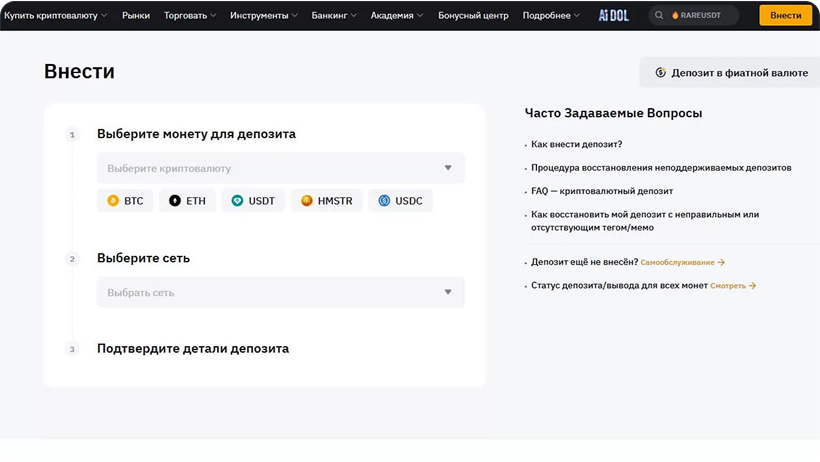 Купить криптовалюту Рынки Торговать Инструменты Банкинг Академия Бонусный центр Подробнее AI DOL RAREUSDT Внести
Внести
Депозит в фиатной валюте
1 Выберите монету для депозита
Выберите криптовалюту
BTC ETH USDT HMSTR USDC
2 Выберите сеть
Выбрать сеть
3 Подтвердите детали депозита
Часто Задаваемые Вопросы
Как внести депозит?
Процедура восстановления неподдерживаемых депозитов
FAQ — криптовалютный депозит
Как восстановить мой депозит с неправильным или
отсутствующим тегом/мемо
Депозит ещё не внесён? Самообслуживание
Статус депозита/вывода для всех монет Смотреть